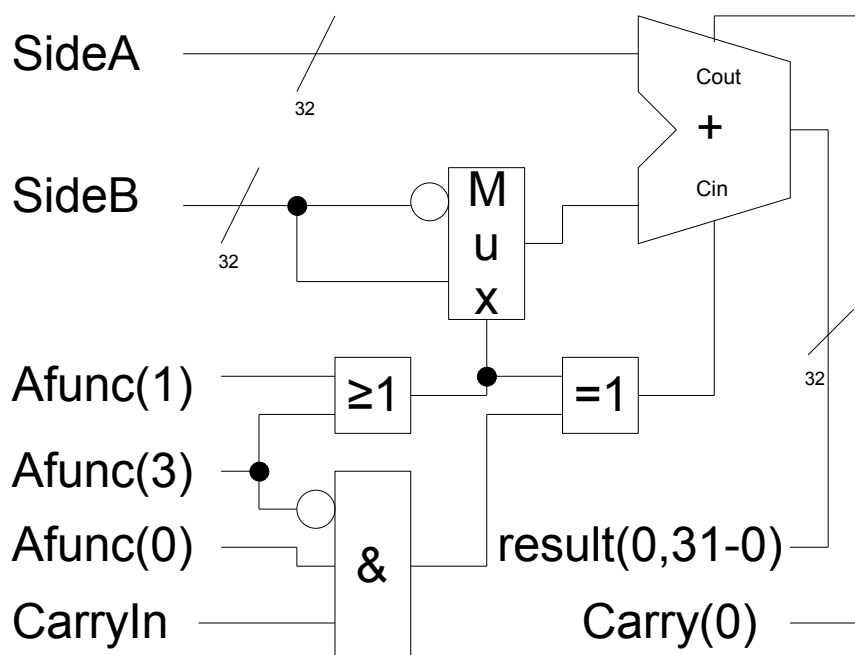 SideA
32
Cout
+
Cin
SideB
32
M
u
x
32
Afunc(1)
≥1
=1
Afunc(3)
Afunc(0)
&
result(0,31-0)
CarryIn
Carry(0)